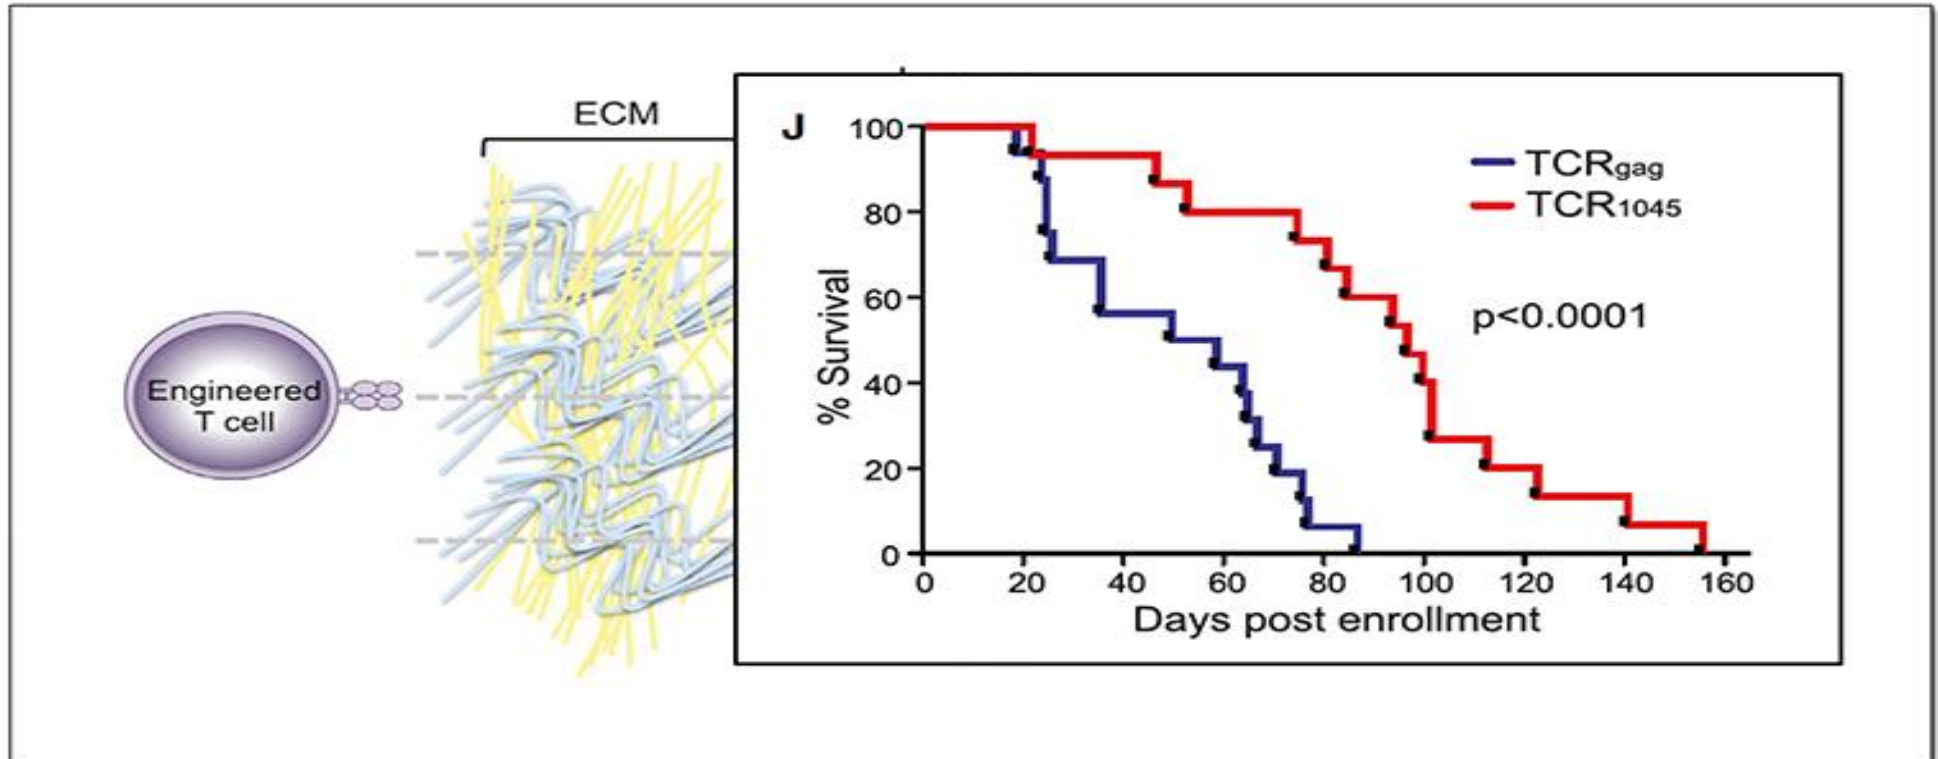 ECM
Engineered
T cell
J
100
80
60
40
20
0
% Survival
TCRgag
TCR1045
p<0.0001
0 20 40 60 80 100 120 140 160
Days post enrollment